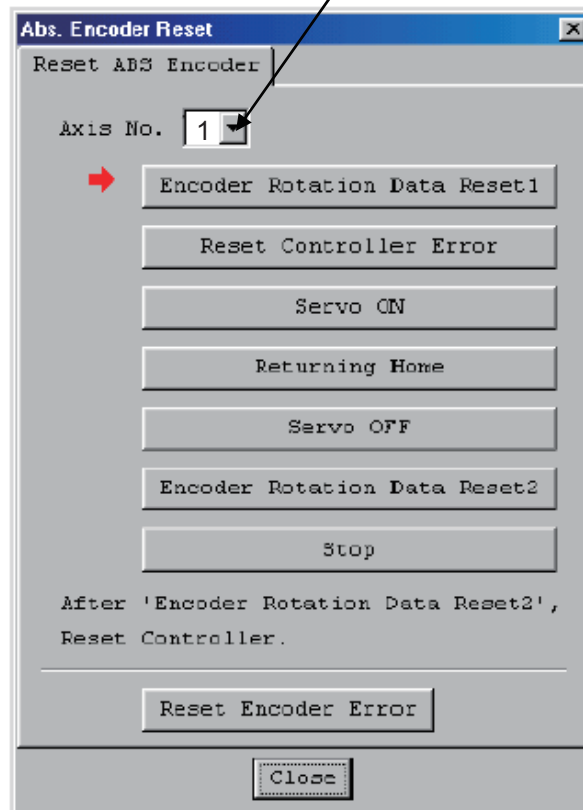 Abs. Encoder Reset
Reset ABS Encoder
Axis No. 1
Encoder Rotation Data Reset1
Reset Controller Error
Servo ON
Returning Home
Servo OFF
Encoder Rotation Data Reset2
Stop
After 'Encoder Rotation Data Reset2',
Reset Controller.
Reset Encoder Error
Close